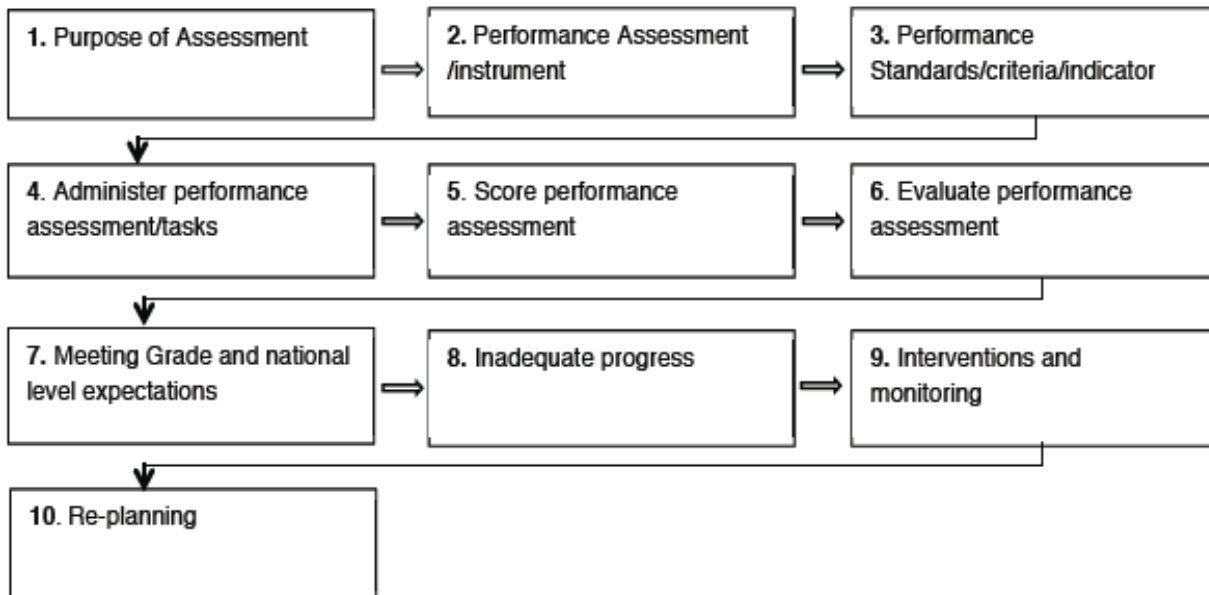 1. Purpose of Assessment
2. Performance Assessment
/instrument
3. Performance
Standards/criteria/indicator
4. Administer performance
assessment/tasks
5. Score performance
assessment
6. Evaluate performance
assessment
7. Meeting Grade and national
level expectations
8. Inadequate progress
9. Interventions and
monitoring
10. Re-planning